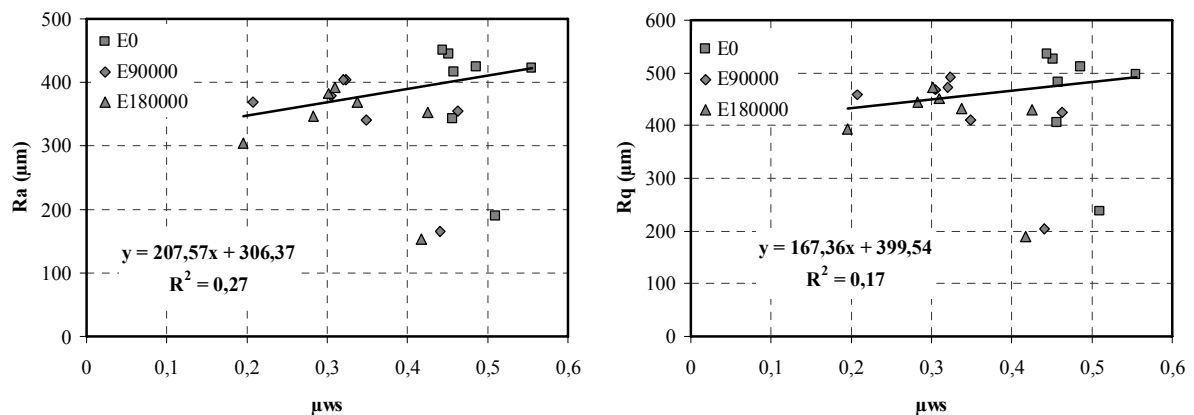 500
400
300
200
100
0
Ra (µm)
E0
E90000
E180000
y = 207,57x + 306,37
R² = 0,27
0 0,1 0,2 0,3 0,4 0,5 0,6
µws
600
500
400
300
200
100
0
Rq (µm)
E0
E90000
E180000
y = 167,36x + 399,54
R² = 0,17
0 0,1 0,2 0,3 0,4 0,5 0,6
µws